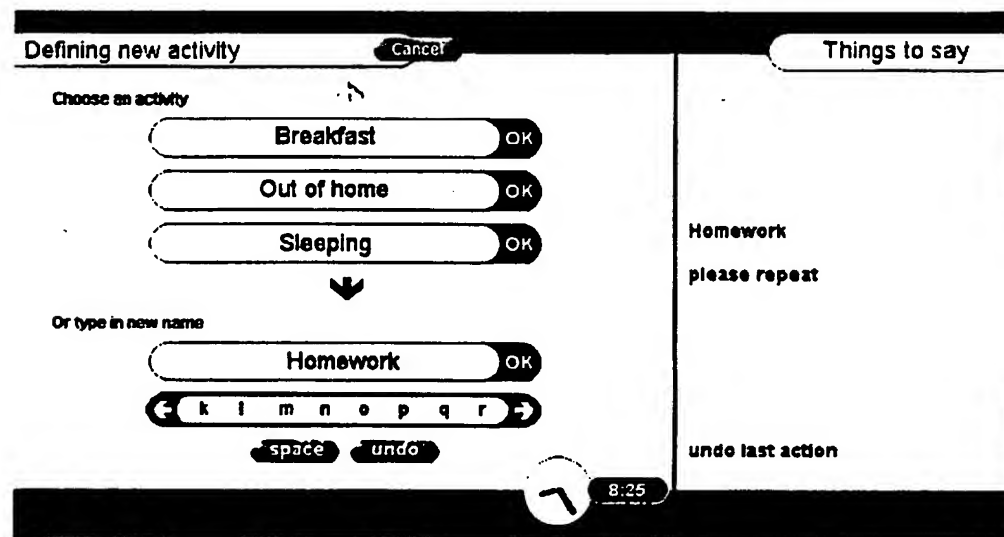 Defining new activity
Cancel
Things to say
Choose an activity
Breakfast OK
Out of home OK
Sleeping OK
Homework
please repeat
Or type in new name
Homework OK
k l m n o p q r
space undo
undo last action
8:25